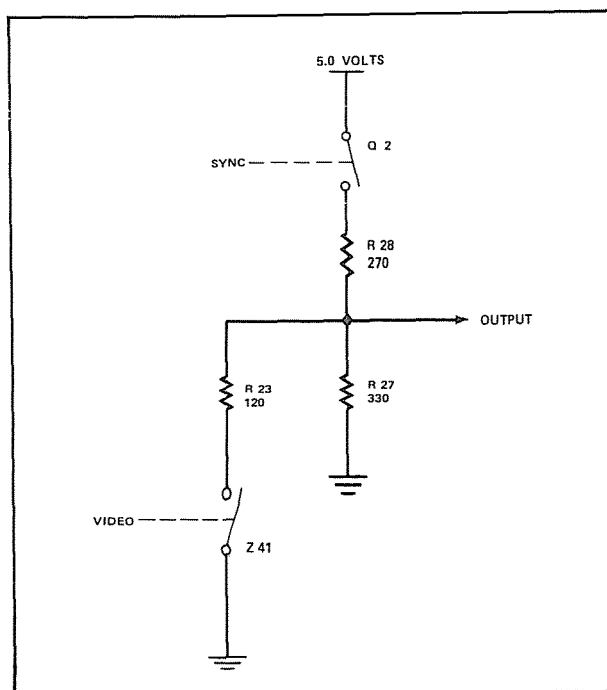 5.0 VOLTS
Q 2
SYNC
R 28
270
OUTPUT
R 23
120
R 27
330
VIDEO
Z 41